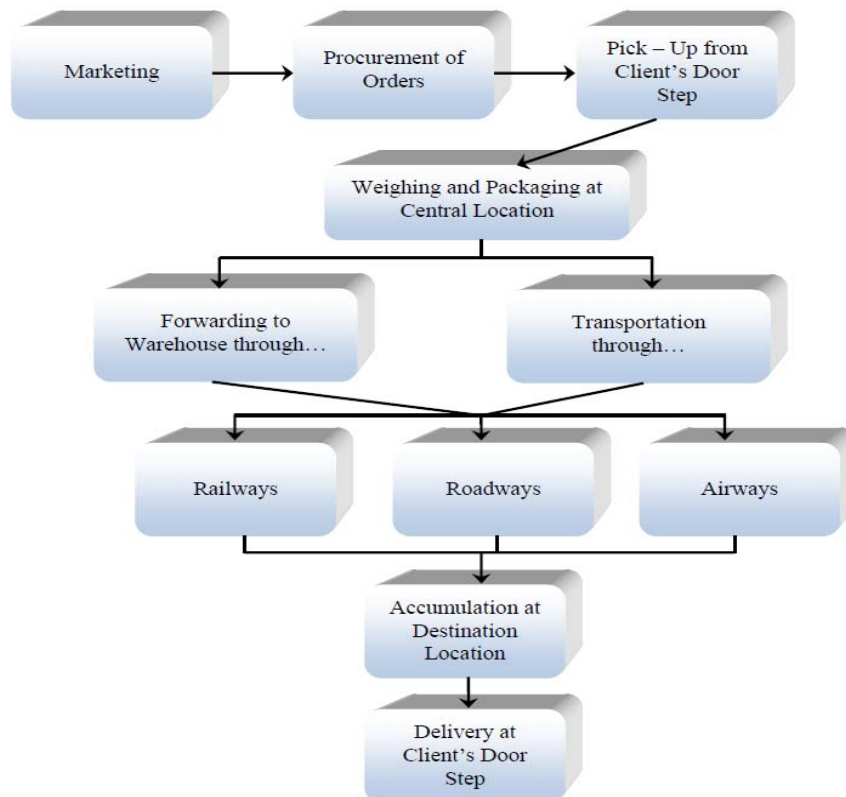 Marketing
Procurement of
Orders
Pick – Up from
Client’s Door
Step
Weighing and Packaging at
Central Location
Forwarding to
Warehouse through…
Transportation
through…
Railways
Roadways
Airways
Accumulation at
Destination
Location
Delivery at
Client’s Door
Step